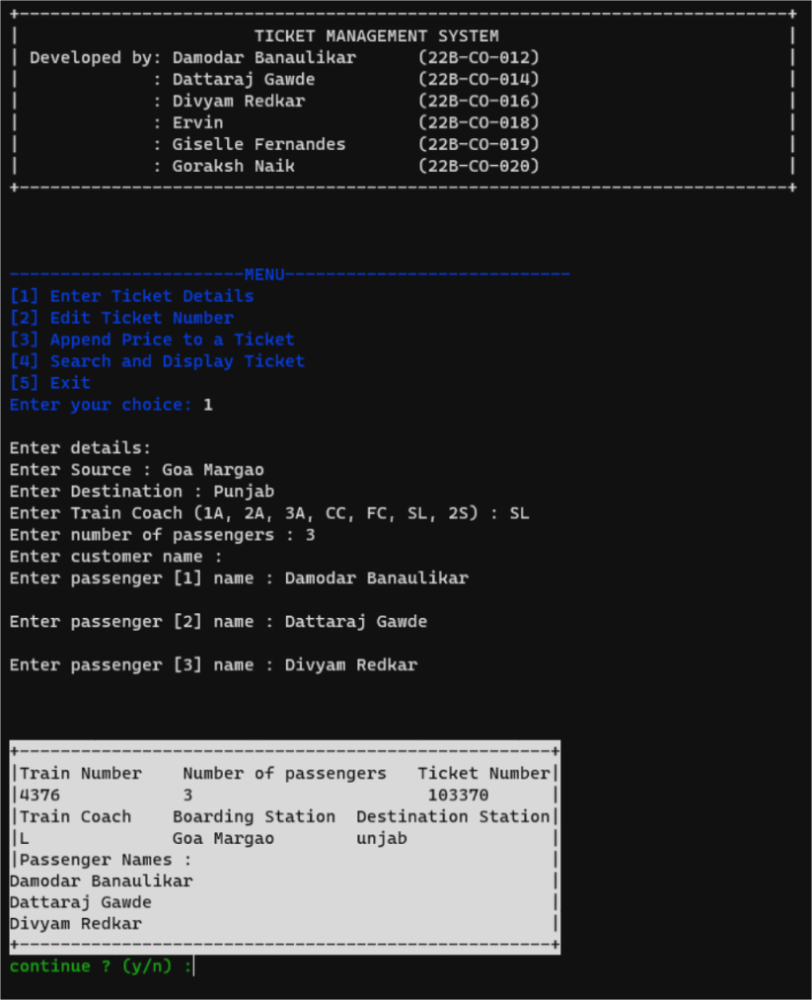 +----------------------------------------------------------------------------+
| TICKET MANAGEMENT SYSTEM |
| Developed by: Damodar Banaulikar (22B-CO-012) |
| : Dattaraj Gawde (22B-CO-014) |
| : Divyam Redkar (22B-CO-016) |
| : Ervin (22B-CO-018) |
| : Giselle Fernandes (22B-CO-019) |
| : Goraksh Naik (22B-CO-020) |
+----------------------------------------------------------------------------+
-----------------------MENU----------------------------
[1] Enter Ticket Details
[2] Edit Ticket Number
[3] Append Price to a Ticket
[4] Search and Display Ticket
[5] Exit
Enter your choice: 1
Enter details:
Enter Source : Goa Margao
Enter Destination : Punjab
Enter Train Coach (1A, 2A, 3A, CC, FC, SL, 2S) : SL
Enter number of passengers : 3
Enter customer name :
Enter passenger [1] name : Damodar Banaulikar
Enter passenger [2] name : Dattaraj Gawde
Enter passenger [3] name : Divyam Redkar
+----------------------------------------------------+
|Train Number Number of passengers Ticket Number|
|4376 3 103370 |
|Train Coach Boarding Station Destination Station|
|L Goa Margao unjab |
|Passenger Names : |
Damodar Banaulikar |
Dattaraj Gawde |
Divyam Redkar |
+----------------------------------------------------+
continue ? (y/n) :